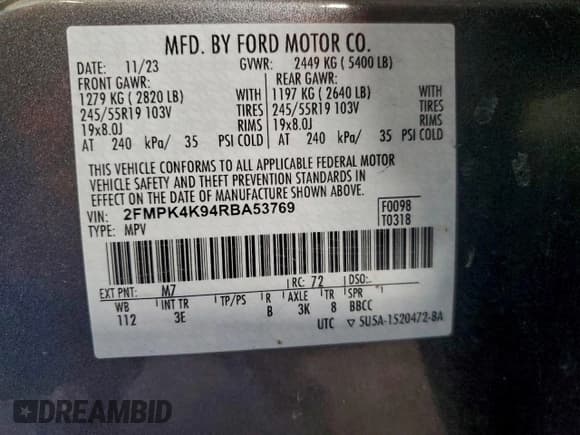 MFD. BY FORD MOTOR CO.
DATE: 11/23 GVWR: 2449 KG ( 5400 LB)
FRONT GAWR: REAR GAWR:
1279 KG ( 2820 LB) WITH 1197 KG ( 2640 LB) WITH
245/55R19 103V TIRES 245/55R19 103V TIRES
19x8.0J RIMS 19x8.0J RIMS
AT 240 kPa/ 35 PSI COLD AT 240 kPa/ 35 PSI COLD
THIS VEHICLE CONFORMS TO ALL APPLICABLE FEDERAL MOTOR
VEHICLE SAFETY AND THEFT PREVENTION STANDARDS IN
EFFECT ON THE DATE OF MANUFACTURE SHOWN ABOVE.
VIN: 2FMPK4K94RBA53769 F0098
TYPE: MPV T0318
EXT PNT: M7 RC: 72 DSO:
WB INT TR TP/PS R AXLE TR SPR
112 3E B 3K 8 BBCC
UTC ▽ 5U5A-1520472-BA
DREAMBID